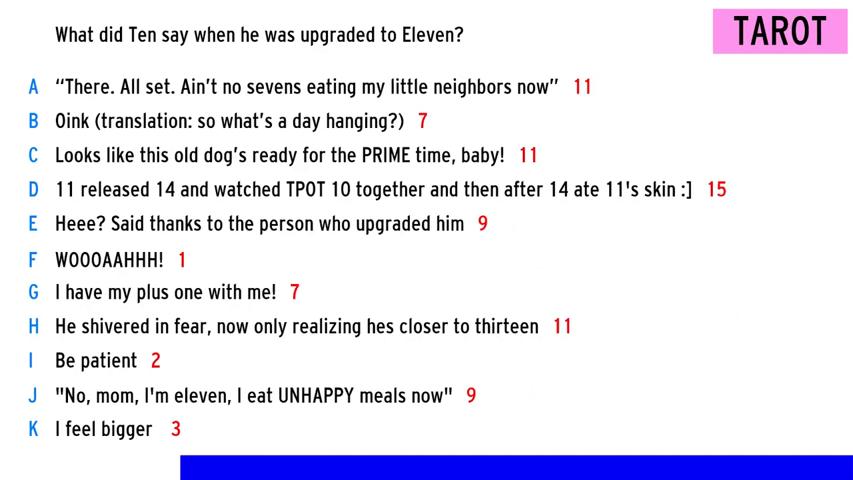 What did Ten say when he was upgraded to Eleven?
TAROT
A “There. All set. Ain’t no sevens eating my little neighbors now” 11
B Oink (translation: so what’s a day hanging?) 7
C Looks like this old dog’s ready for the PRIME time, baby! 11
D 11 released 14 and watched TPOT 10 together and then after 14 ate 11's skin :] 15
E Heee? Said thanks to the person who upgraded him 9
F WOOOAAHHH! 1
G I have my plus one with me! 7
H He shivered in fear, now only realizing hes closer to thirteen 11
I Be patient 2
J "No, mom, I'm eleven, I eat UNHAPPY meals now" 9
K I feel bigger 3